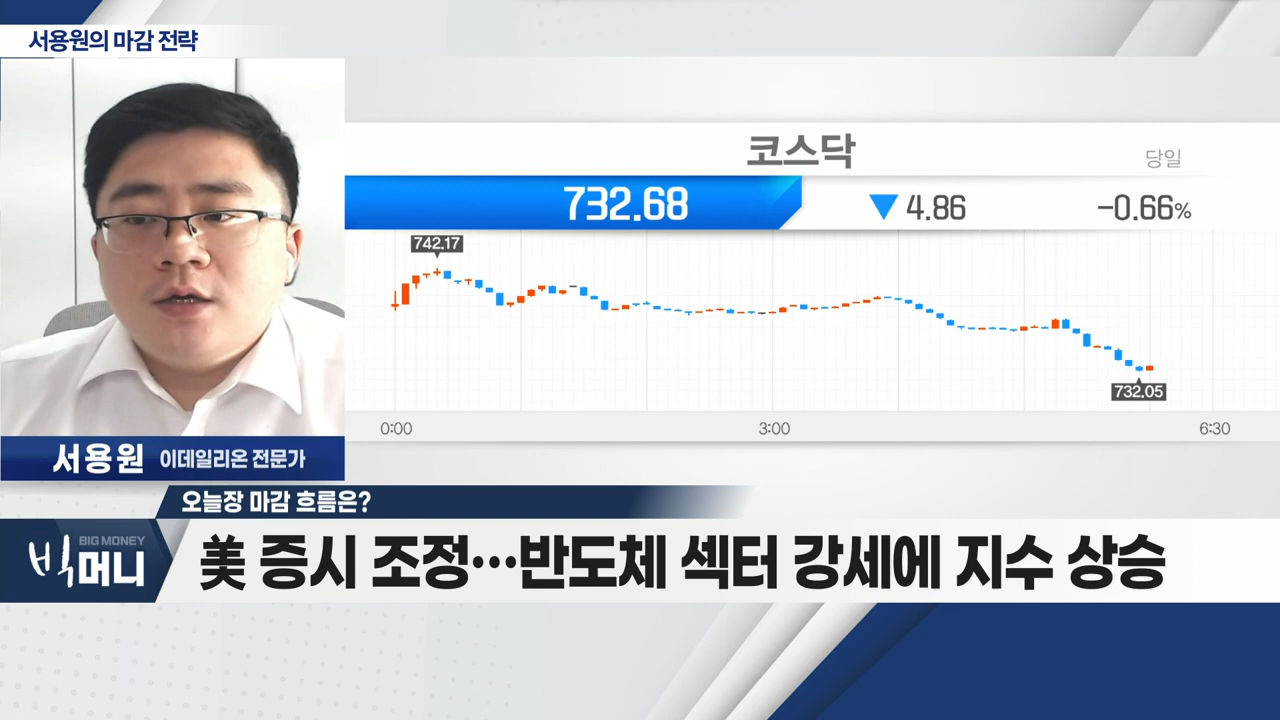 서용원의 마감 전략
코스닥
당일
732.68 ▼ 4.86 -0.66%
742.17
732.05
0:00 3:00 6:30
서용원 이데일리온 전문가
오늘장 마감 흐름은?
BIG MONEY
빅머니
美 증시 조정…반도체 섹터 강세에 지수 상승